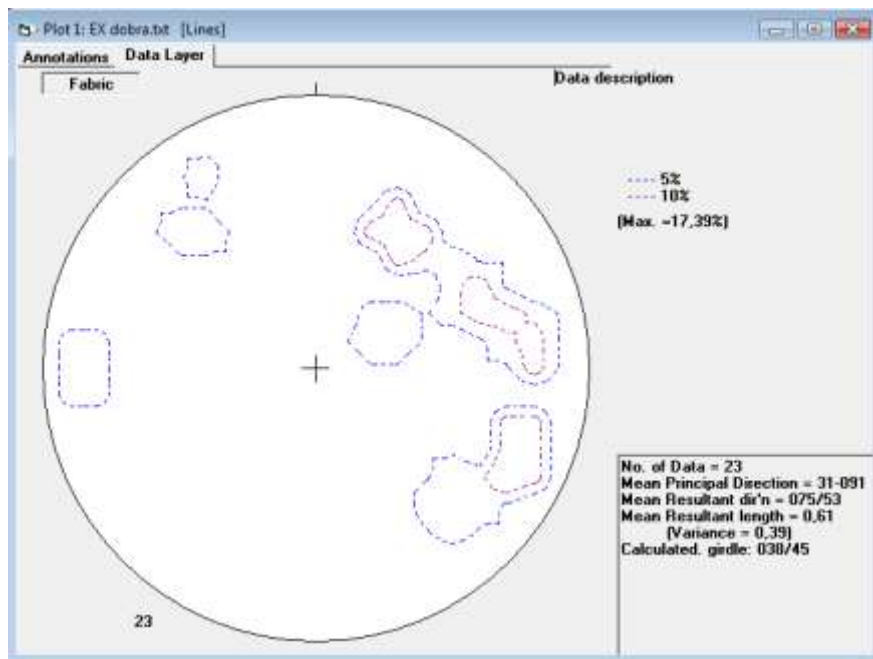 Plot 1: EX dobra.txt [Lines]
Annotations Data Layer
Fabric
Data description
5%
10%
(Max. =17,39%)
No. of Data = 23
Mean Principal Direction = 31-091
Mean Resultant dir'n = 075/53
Mean Resultant length = 0,61
(Variance = 0,39)
Calculated. girdle: 038/45
23